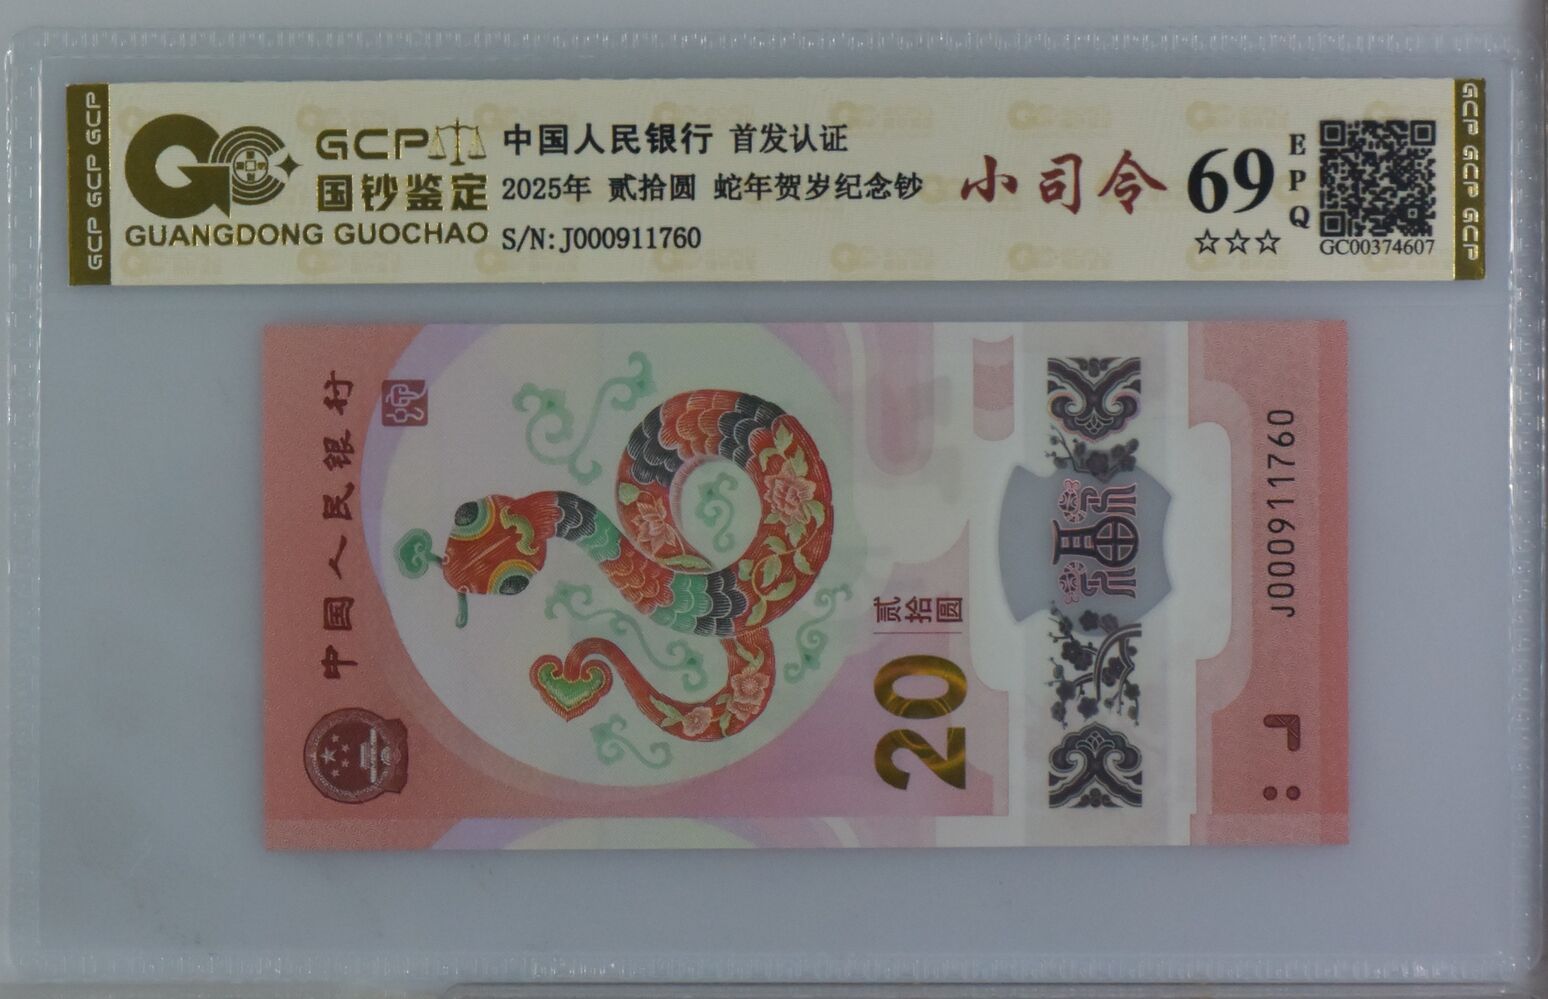 GCP GCP GCP
GCP
国钞鉴定
GUANGDONG GUOCHAO
中国人民银行 首发认证
2025年 贰拾圆 蛇年贺岁纪念钞
S/N:J000911760
小司令
69
EPQ
☆☆☆
GC00374607
GCP GCP GCP
中国人民银行
蛇
贰拾圆
20
福
J000911760